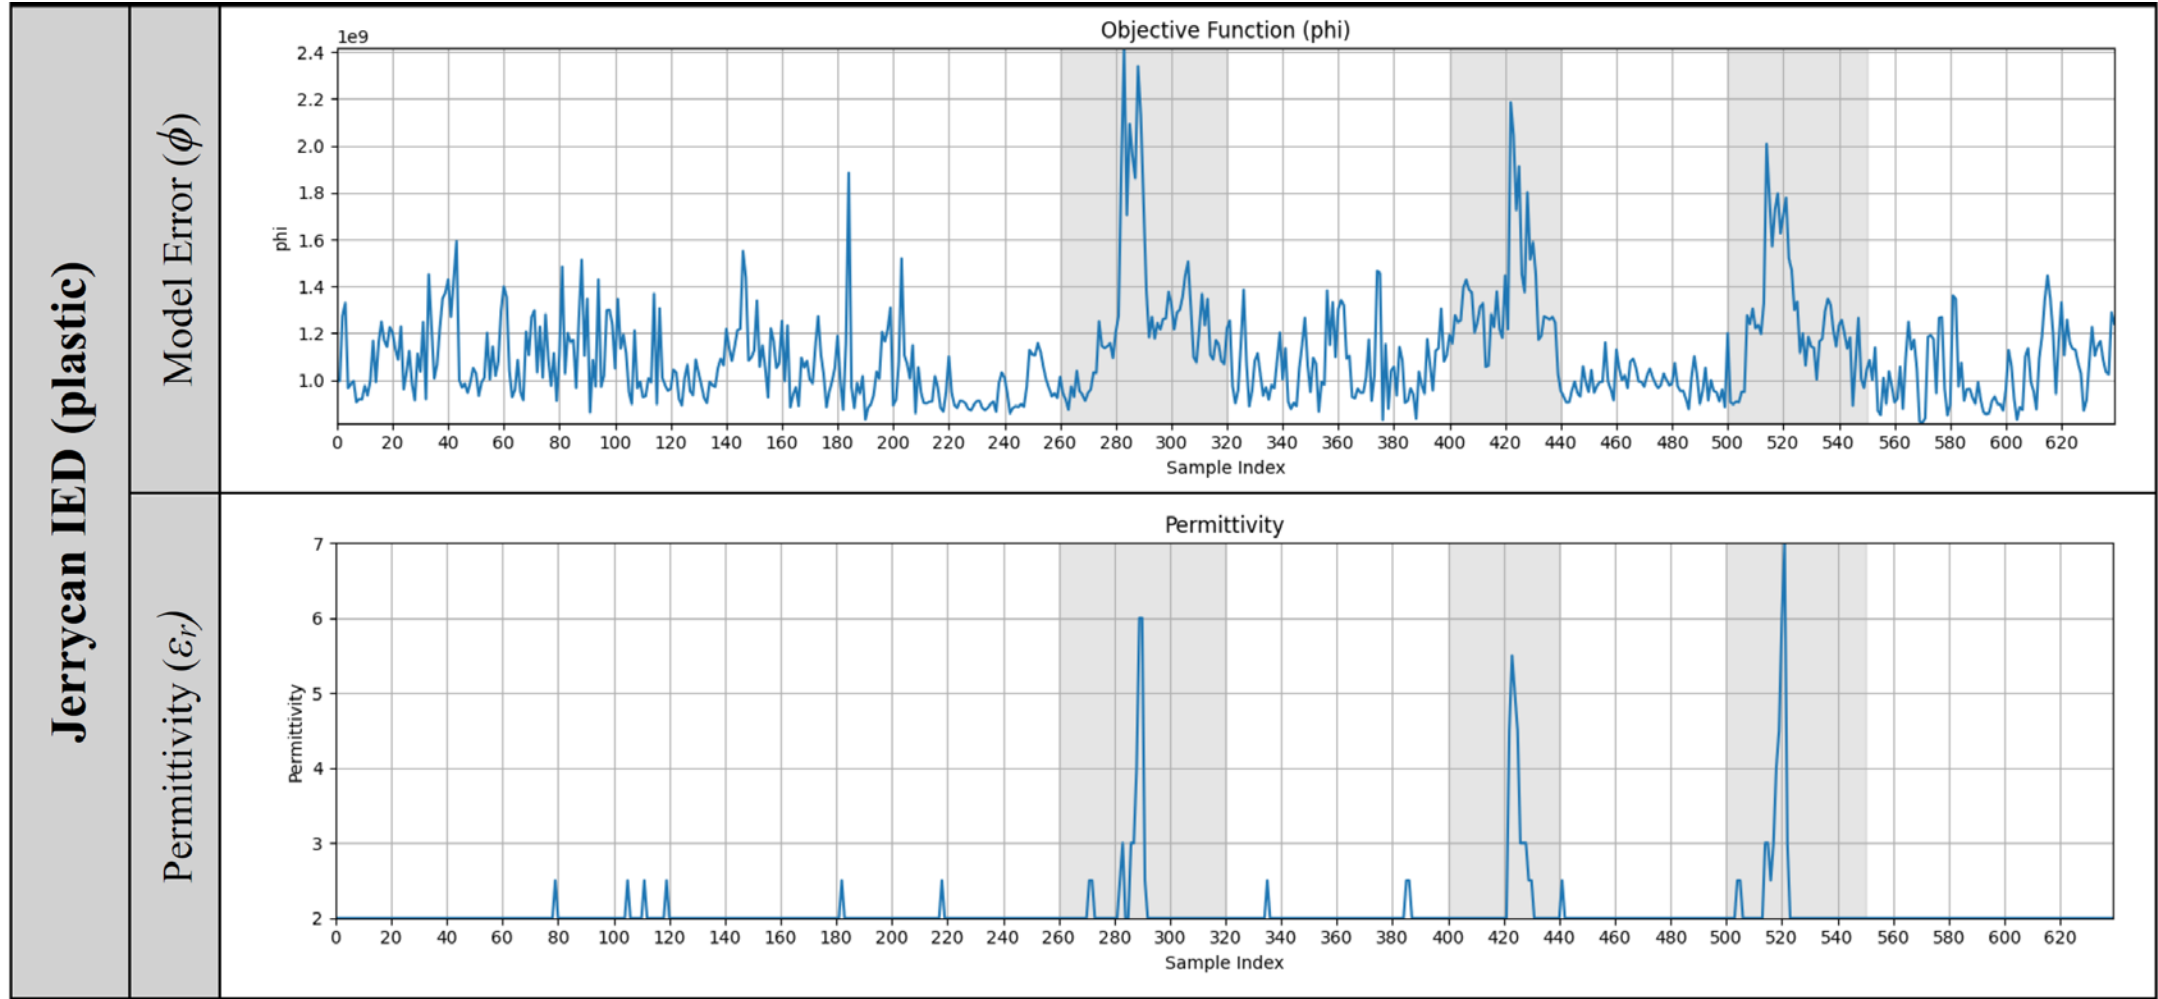 Jerrycan IED (plastic)
Model Error (ϕ)
Objective Function (phi)
1e9
2.4
2.2
2.0
1.8
1.6
1.4
1.2
1.0
phi
0 20 40 60 80 100 120 140 160 180 200 220 240 260 280 300 320 340 360 380 400 420 440 460 480 500 520 540 560 580 600 620
Sample Index
Permittivity (εr)
Permittivity
7
6
5
4
3
2
Permittivity
0 20 40 60 80 100 120 140 160 180 200 220 240 260 280 300 320 340 360 380 400 420 440 460 480 500 520 540 560 580 600 620
Sample Index